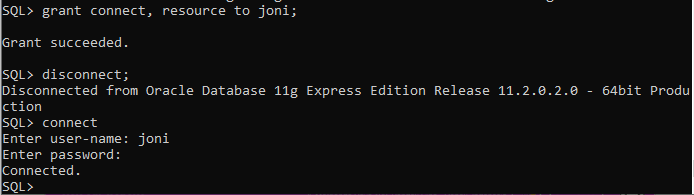 SQL> grant connect, resource to joni;
Grant succeeded.
SQL> disconnect;
Disconnected from Oracle Database 11g Express Edition Release 11.2.0.2.0 - 64bit Produ
ction
SQL> connect
Enter user-name: joni
Enter password:
Connected.
SQL>